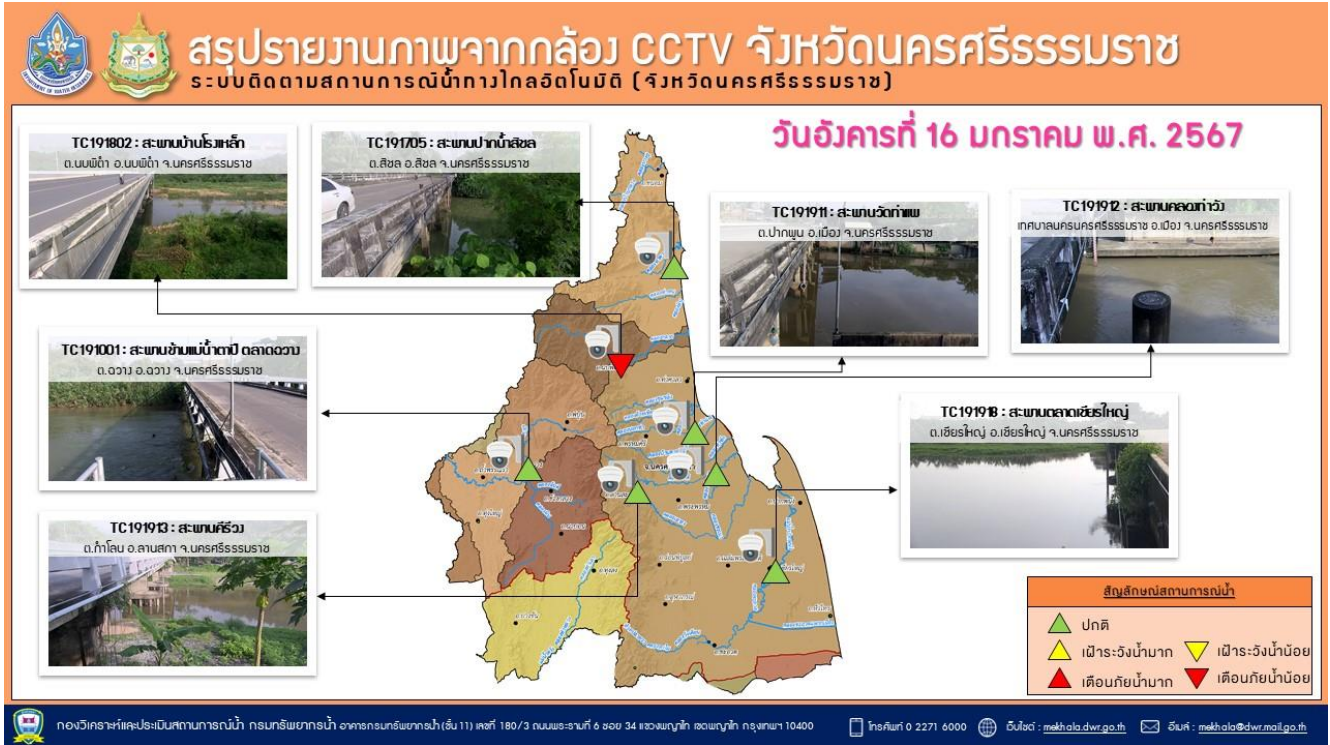 สรุปรายงานภาพจากกล้อง CCTV จังหวัดนครศรีธรรมราช
ระบบติดตามสถานการณ์น้ำทางไกลอัตโนมัติ (จังหวัดนครศรีธรรมราช)
วันอังคารที่ 16 มกราคม พ.ศ. 2567
TC191802 : สะพานบ้านโรงเหล็ก
ต.นบพิตำ อ.นบพิตำ จ.นครศรีธรรมราช
TC191705 : สะพานปากน้ำสิชล
ต.สิชล อ.สิชล จ.นครศรีธรรมราช
TC191911 : สะพานวัดท่าแพ
ต.ปากพูน อ.เมือง จ.นครศรีธรรมราช
TC191912 : สะพานคลองท่าวัง
เทศบาลนครนครศรีธรรมราช อ.เมือง จ.นครศรีธรรมราช
TC191001 : สะพานข้ามแม่น้ำตาปี ตลาดฉวาง
ต.ฉวาง อ.ฉวาง จ.นครศรีธรรมราช
TC191918 : สะพานตลาดเชียรใหญ่
ต.เชียรใหญ่ อ.เชียรใหญ่ จ.นครศรีธรรมราช
TC191913 : สะพานคีรีวง
ต.กำโลน อ.ลานสกา จ.นครศรีธรรมราช
สัญลักษณ์สถานการณ์น้ำ
ปกติ
เฝ้าระวังน้ำมาก
เฝ้าระวังน้ำน้อย
เตือนภัยน้ำมาก
เตือนภัยน้ำน้อย
กองวิเคราะห์และประเมินสถานการณ์น้ำ กรมทรัพยากรน้ำ อาคารกรมทรัพยากรน้ำ (ชั้น 11) เลขที่ 180/3 ถนนพระรามที่ 6 ซอย 34 แขวงพญาไท เขตพญาไท กรุงเทพฯ 10400
โทรศัพท์ 0 2271 6000
เว็บไซต์ : mekhala.dwr.go.th
อีเมล์ : mekhala@dwr.mail.go.th